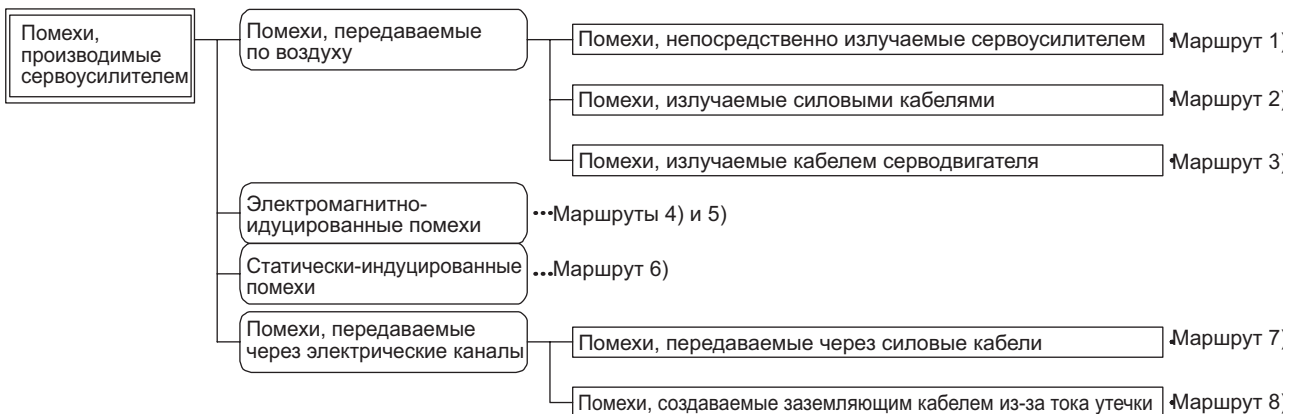 Помехи,
производимые
сервоусилителем
Помехи, передаваемые
по воздуху
Помехи, непосредственно излучаемые сервоусилителем
Маршрут 1)
Помехи, излучаемые силовыми кабелями
Маршрут 2)
Помехи, излучаемые кабелем серводвигателя
Маршрут 3)
Электромагнитно-
идуцированные помехи
•••Маршруты 4) и 5)
Статически-индуцированные
помехи
•••Маршрут 6)
Помехи, передаваемые
через электрические каналы
Помехи, передаваемые через силовые кабели
Маршрут 7)
Помехи, создаваемые заземляющим кабелем из-за тока утечки
Маршрут 8)